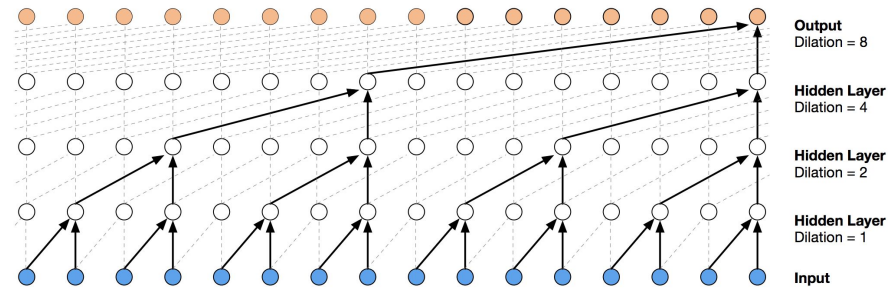 Output
Dilation = 8
Hidden Layer
Dilation = 4
Hidden Layer
Dilation = 2
Hidden Layer
Dilation = 1
Input